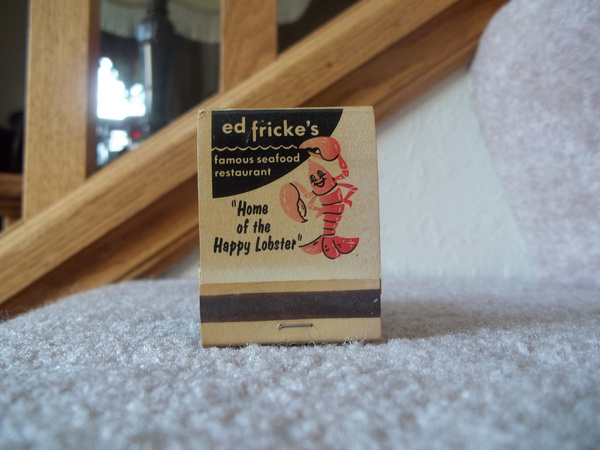 ed fricke's
famous seafood
restaurant
"Home
of the
Happy Lobster"